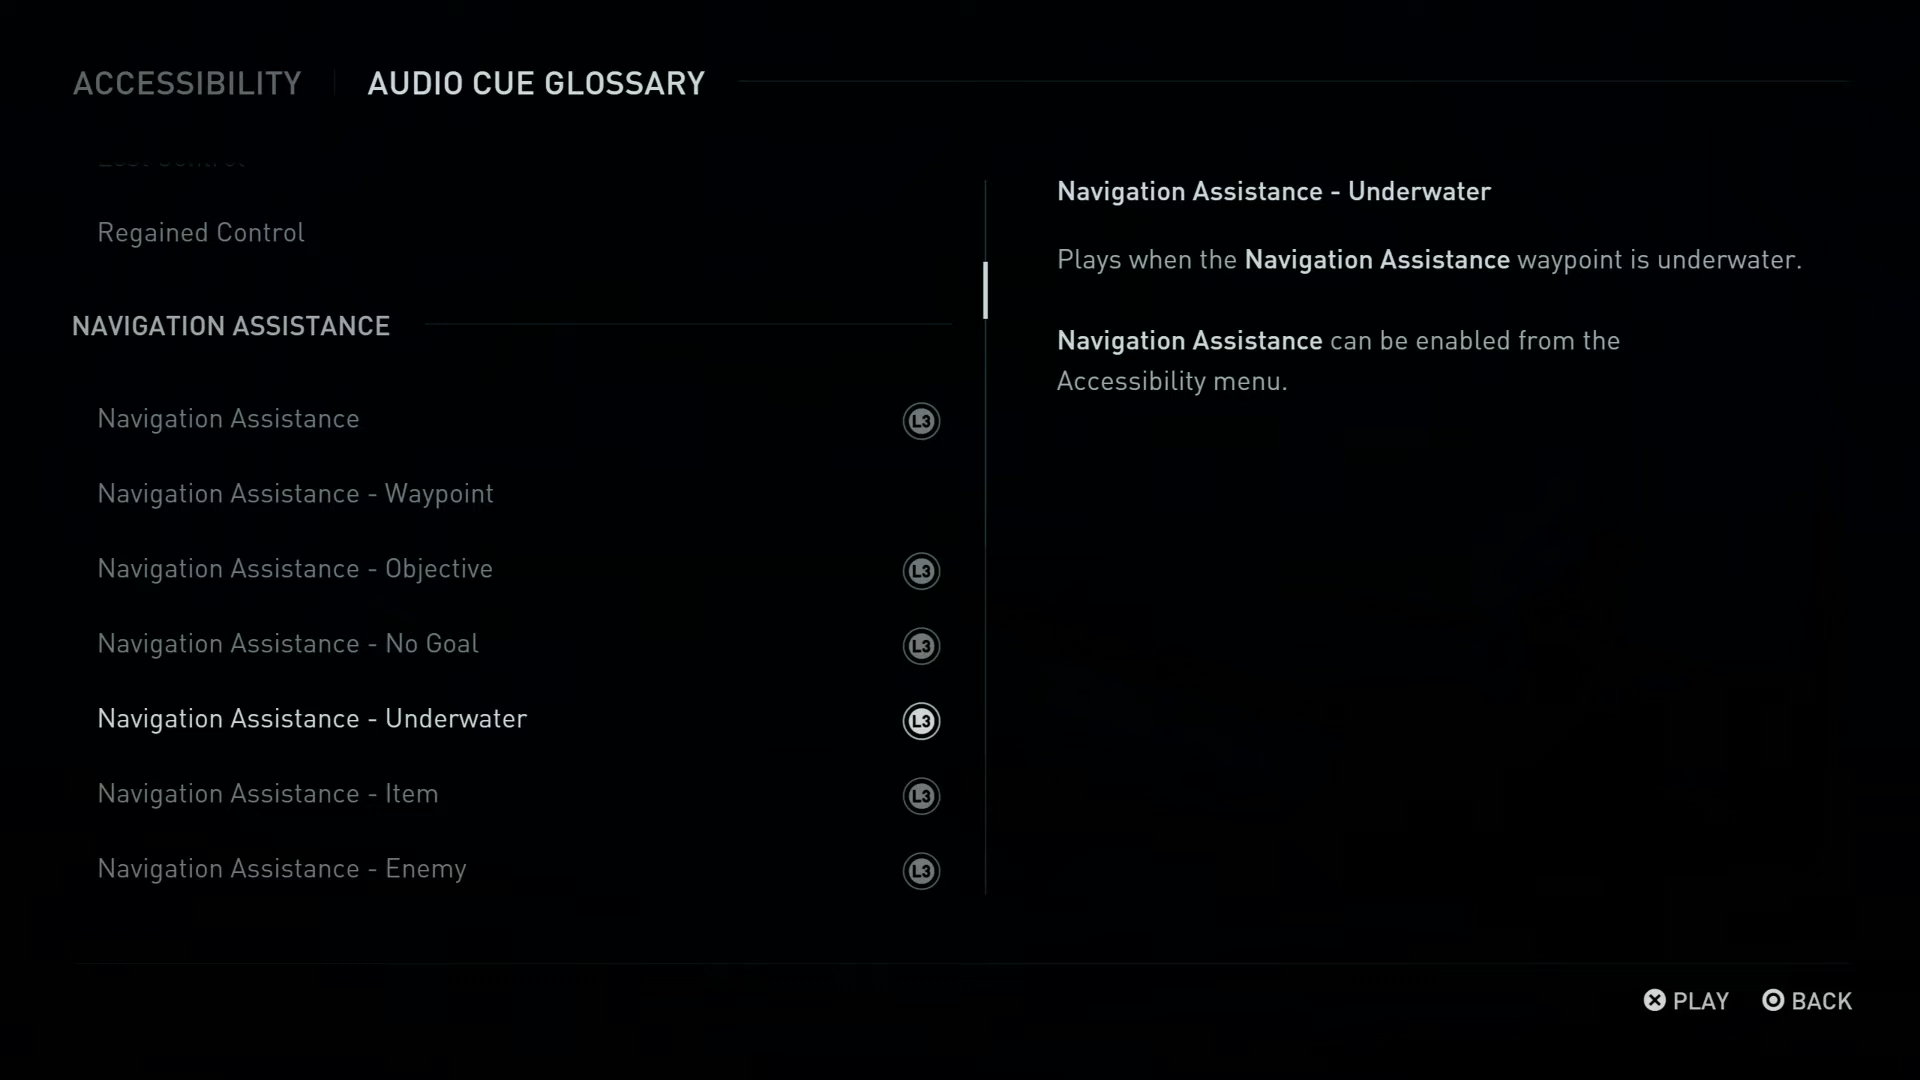 ACCESSIBILITY AUDIO CUE GLOSSARY
Regained Control
NAVIGATION ASSISTANCE
Navigation Assistance L3
Navigation Assistance - Waypoint
Navigation Assistance - Objective L3
Navigation Assistance - No Goal L3
Navigation Assistance - Underwater L3
Navigation Assistance - Item L3
Navigation Assistance - Enemy L3
Navigation Assistance - Underwater
Plays when the Navigation Assistance waypoint is underwater.
Navigation Assistance can be enabled from the
Accessibility menu.
PLAY BACK